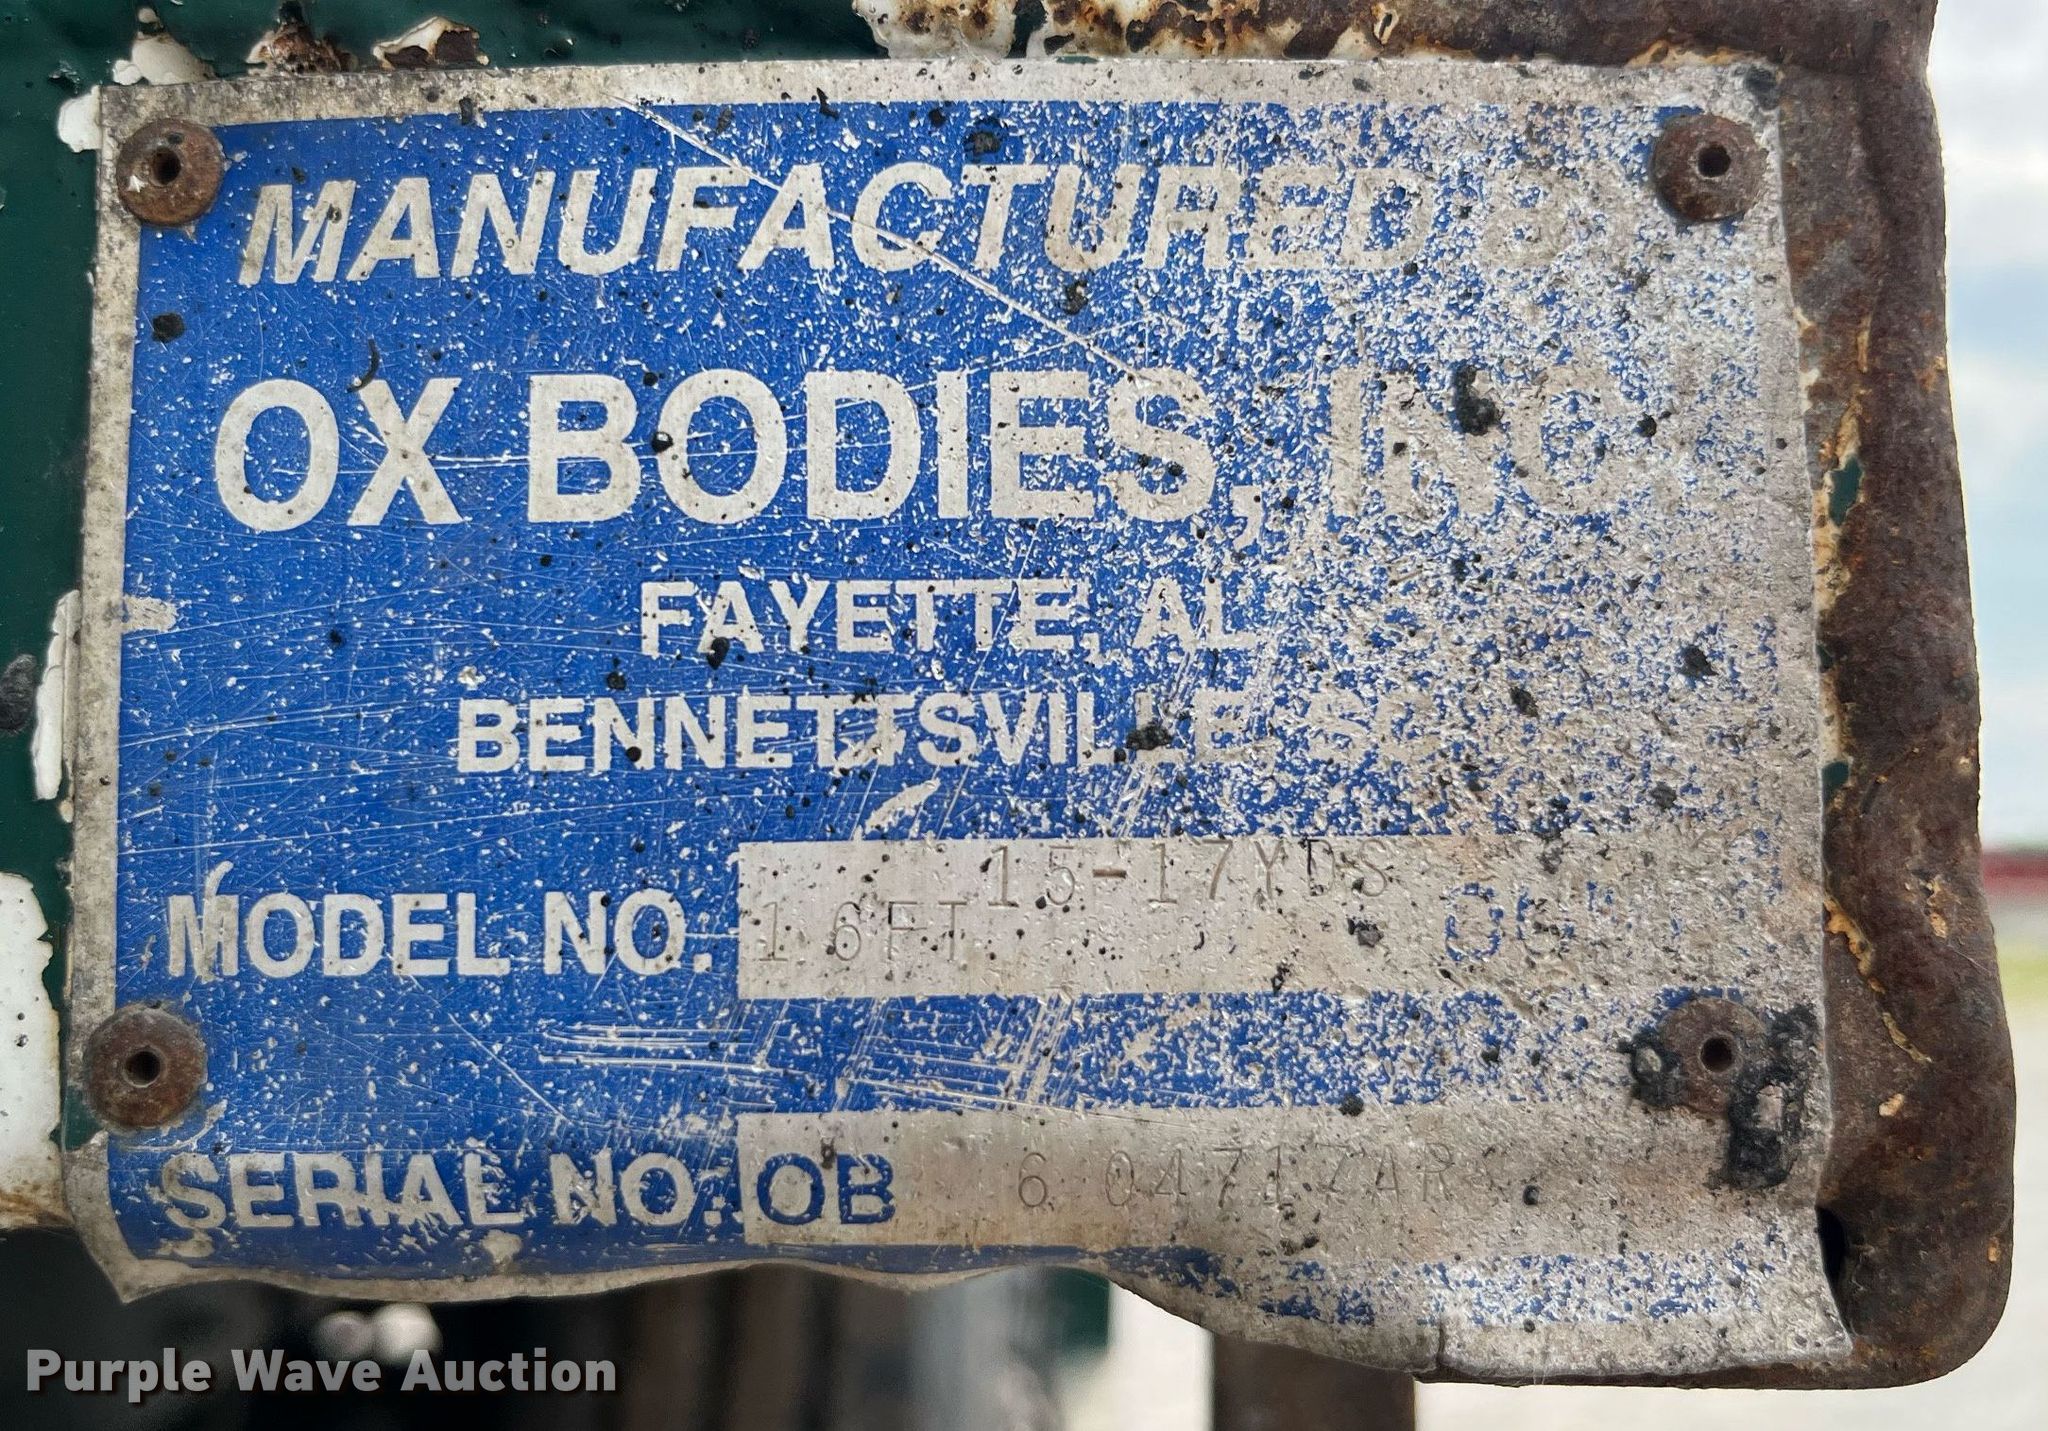 MANUFACTURED B
OX BODIES, INC
FAYETTE, AL
BENNETTSVILLE, SC
MODEL NO. 16FT 15-17YDS OS
SERIAL NO. OB 6 04717AR
Purple Wave Auction